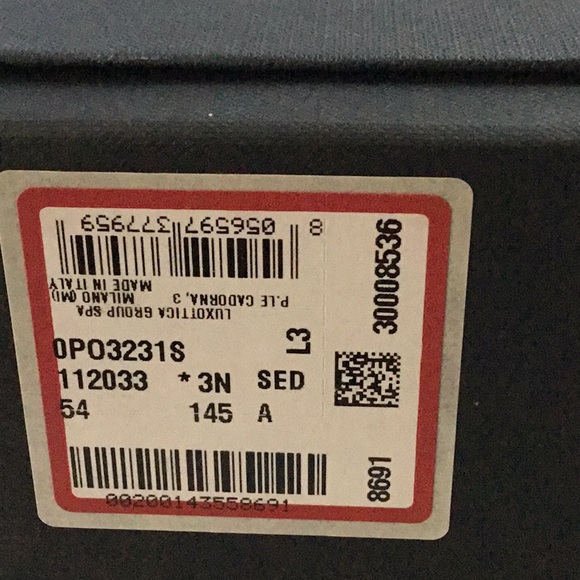 8 056597 377959
LUXOTTICA GROUP SPA
P.LE CADORNA, 3 MILANO (MI)
MADE IN ITALY
0PO3231S
L3
112033 *3N SED
54 145 A
00200143558691
30008536
8691